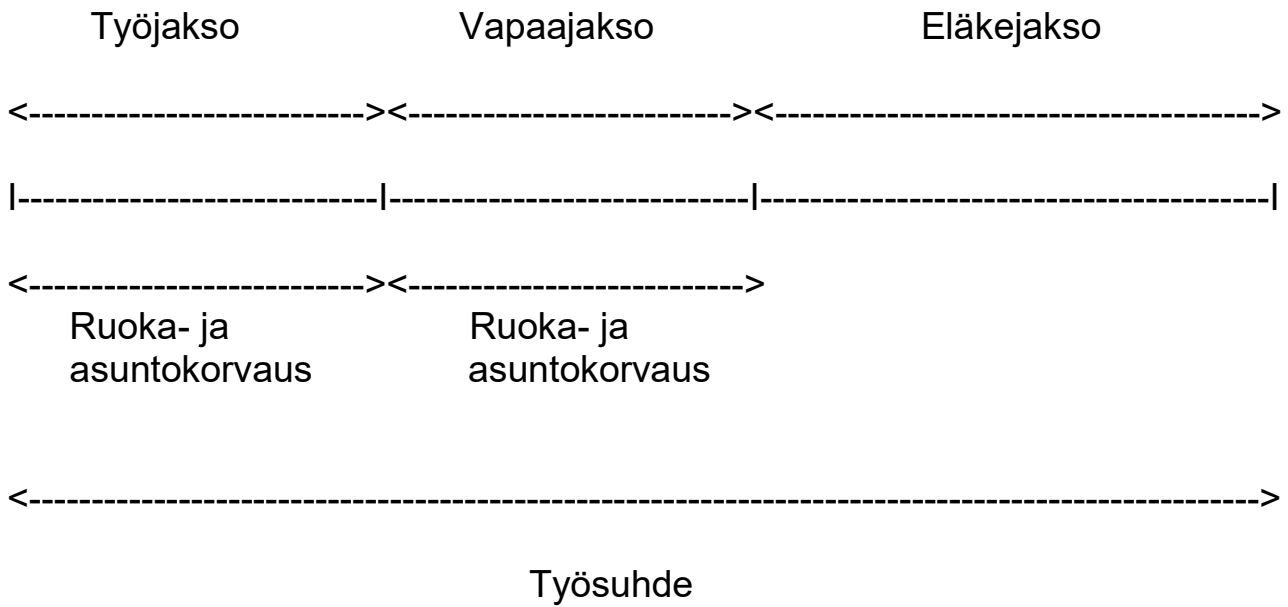 Työjakso Vapaajakso Eläkejakso
<---------------------------><--------------------------><--------------------------------------->
|-----------------------------|-----------------------------|-----------------------------------------|
<---------------------------><--------------------------->
Ruoka- ja Ruoka- ja
asuntokorvaus asuntokorvaus
<--------------------------------------------------------------------------------------------------->
Työsuhde